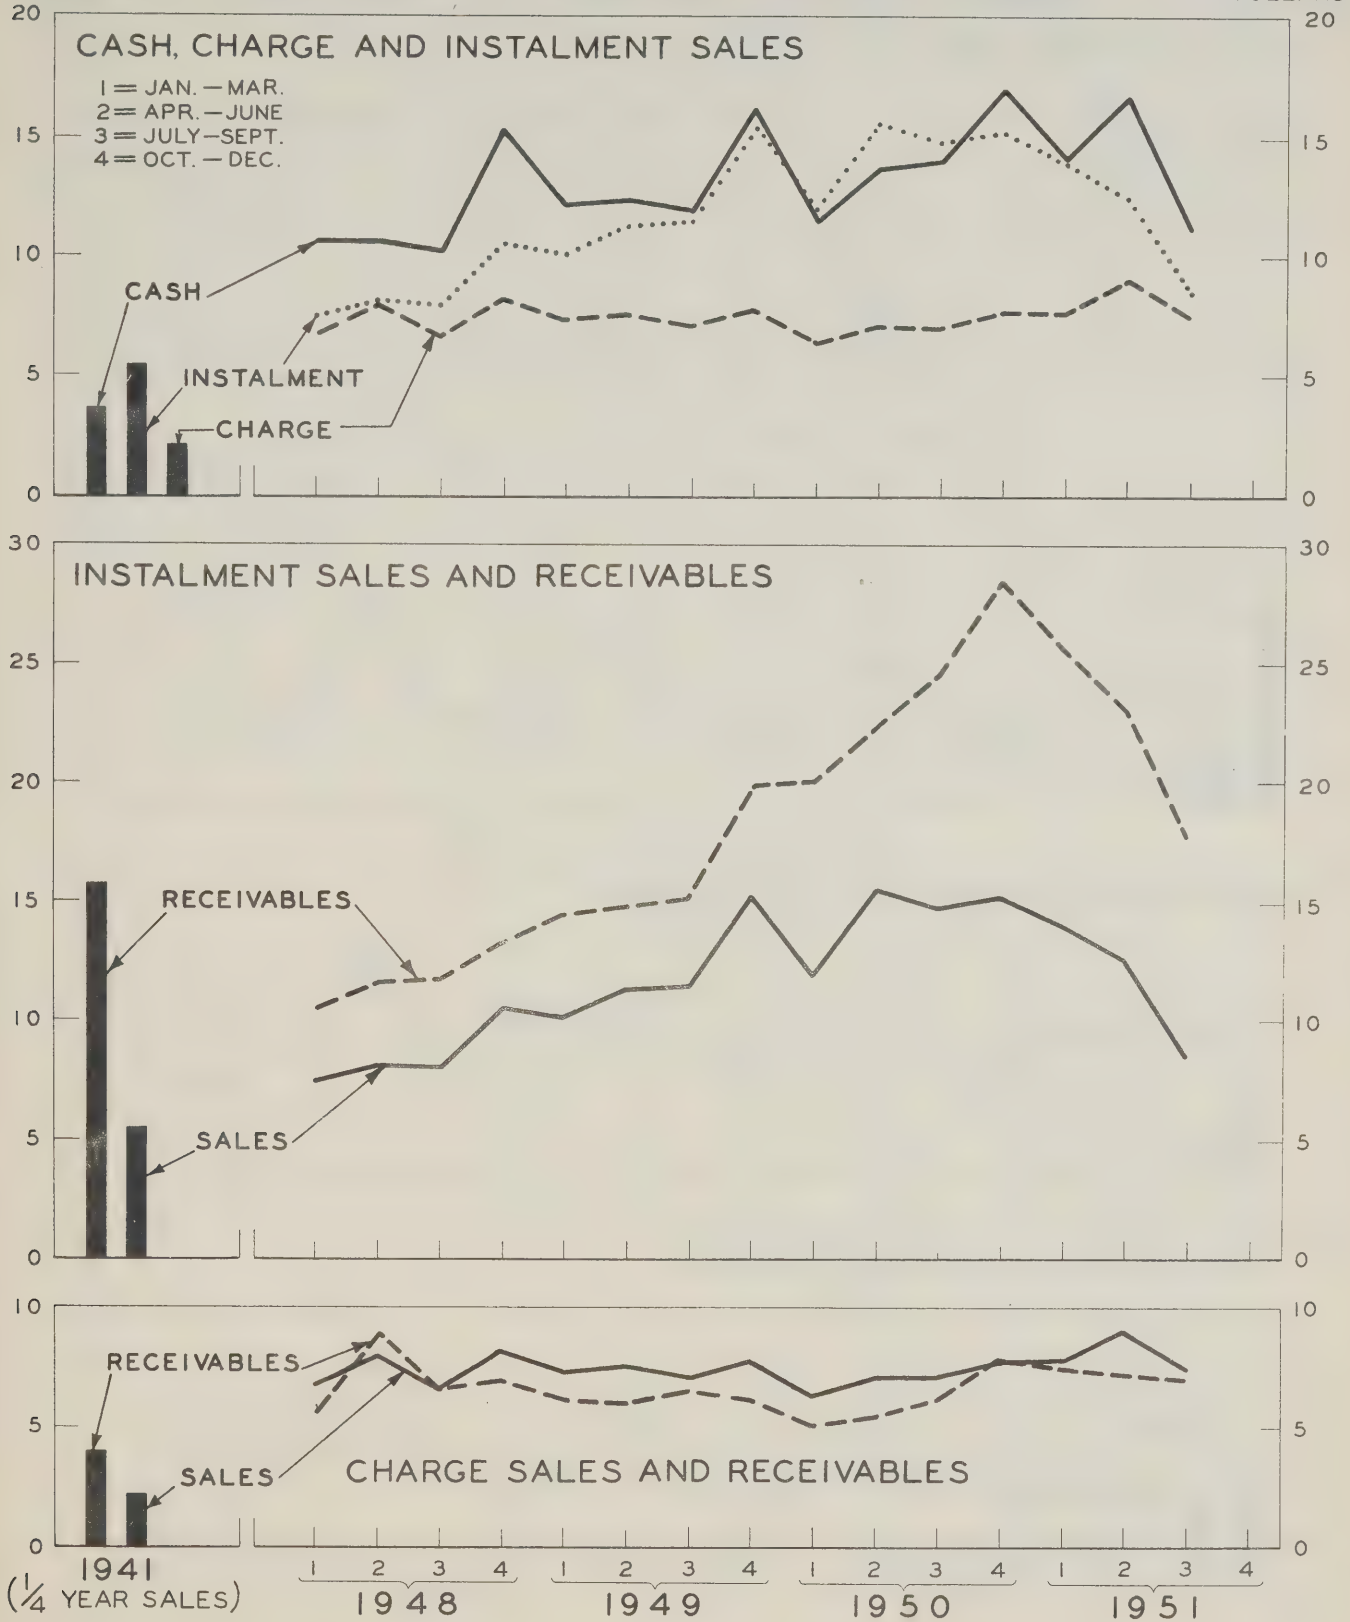 20 20
CASH, CHARGE AND INSTALMENT SALES
1 = JAN. – MAR.
2 = APR. – JUNE
3 = JULY – SEPT.
4 = OCT. – DEC.
15 15
10 10
CASH
5 5
INSTALMENT
CHARGE
0 0
30 30
INSTALMENT SALES AND RECEIVABLES
25 25
20 20
15 15
RECEIVABLES
10 10
SALES
5 5
0 0
10 10
RECEIVABLES
5 5
SALES
CHARGE SALES AND RECEIVABLES
0 0
1941
(1/4 YEAR SALES)
1 2 3 4 1 2 3 4 1 2 3 4 1 2 3 4
1948 1949 1950 1951